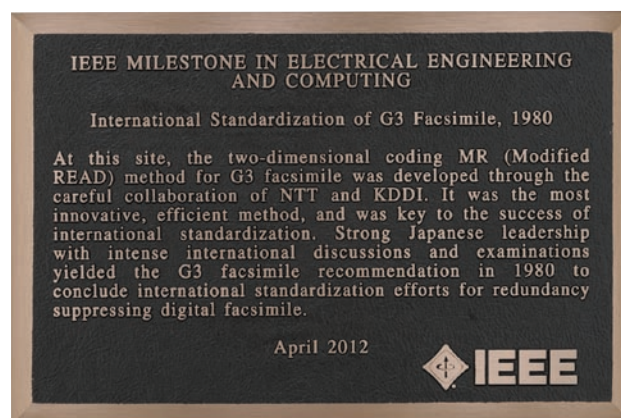 IEEE MILESTONE IN ELECTRICAL ENGINEERING
AND COMPUTING
International Standardization of G3 Facsimile, 1980
At this site, the two-dimensional coding MR (Modified
READ) method for G3 facsimile was developed through the
careful collaboration of NTT and KDDI. It was the most
innovative, efficient method, and was key to the success of
international standardization. Strong Japanese leadership
with intense international discussions and examinations
yielded the G3 facsimile recommendation in 1980 to
conclude international standardization efforts for redundancy
suppressing digital facsimile.
April 2012
IEEE